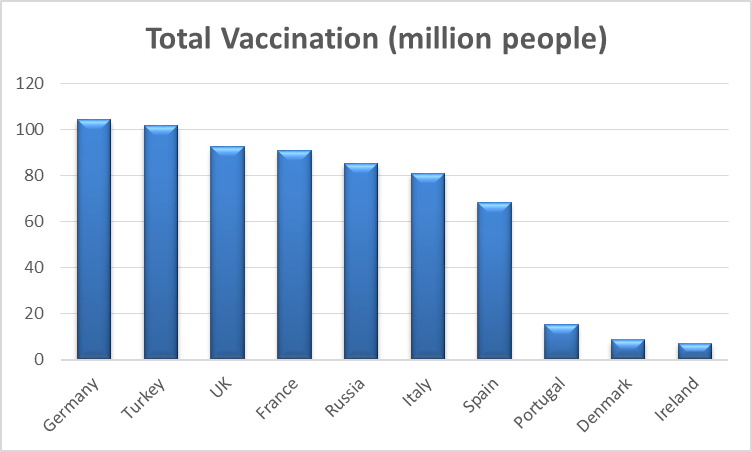 Total Vaccination (million people)
120
100
80
60
40
20
0
Germany
Turkey
UK
France
Russia
Italy
Spain
Portugal
Denmark
Ireland